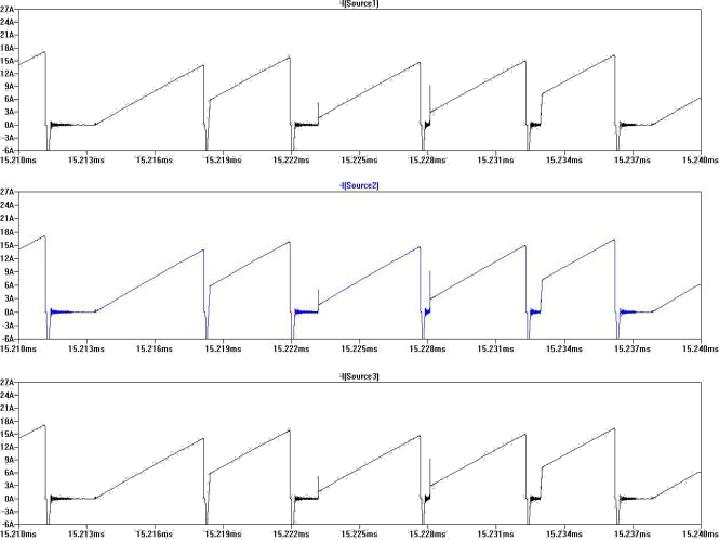 -I(Source1)
27A
24A
21A
18A
15A
12A
9A
6A
3A
0A
-3A
-6A
15.210ms 15.213ms 15.216ms 15.219ms 15.222ms 15.225ms 15.228ms 15.231ms 15.234ms 15.237ms 15.240ms
-I(Source2)
27A
24A
21A
18A
15A
12A
9A
6A
3A
0A
-3A
-6A
15.210ms 15.213ms 15.216ms 15.219ms 15.222ms 15.225ms 15.228ms 15.231ms 15.234ms 15.237ms 15.240ms
-I(Source3)
27A
24A
21A
18A
15A
12A
9A
6A
3A
0A
-3A
-6A
15.210ms 15.213ms 15.216ms 15.219ms 15.222ms 15.225ms 15.228ms 15.231ms 15.234ms 15.237ms 15.240ms